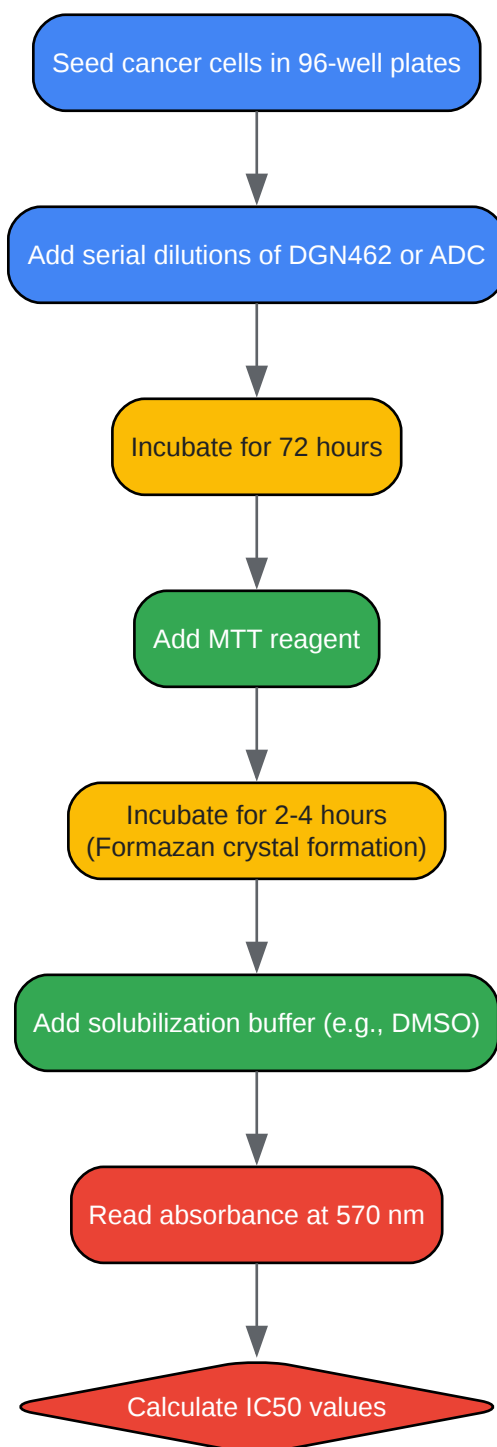 Seed cancer cells in 96-well plates
Add serial dilutions of DGN462 or ADC
Incubate for 72 hours
Add MTT reagent
Incubate for 2-4 hours
(Formazan crystal formation)
Add solubilization buffer (e.g., DMSO)
Read absorbance at 570 nm
Calculate IC50 values